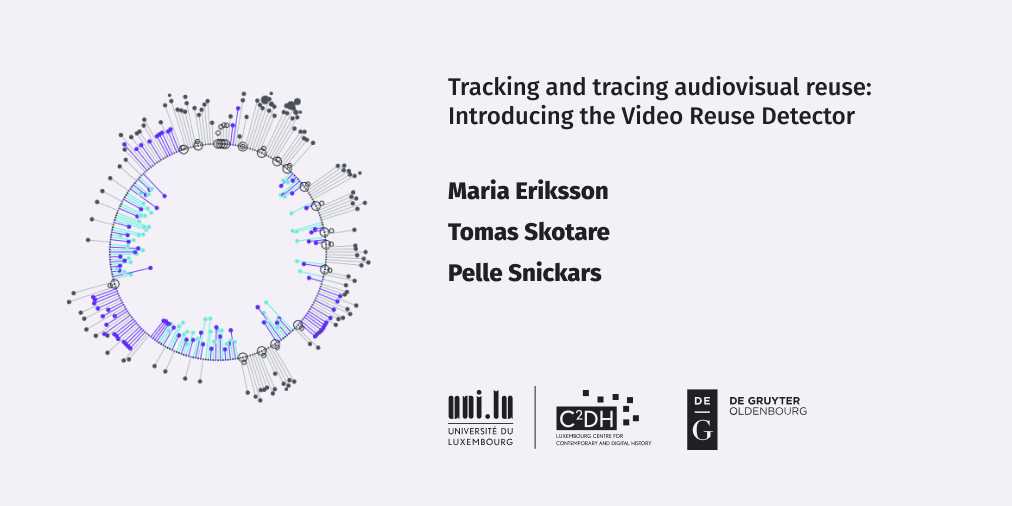 Tracking and tracing audiovisual reuse:
Introducing the Video Reuse Detector
Maria Eriksson
Tomas Skotare
Pelle Snickars
uni.lu
UNIVERSITÉ DU
LUXEMBOURG
C²DH
LUXEMBOURG CENTRE FOR
CONTEMPORARY AND DIGITAL HISTORY
DE
G
DE GRUYTER
OLDENBOURG